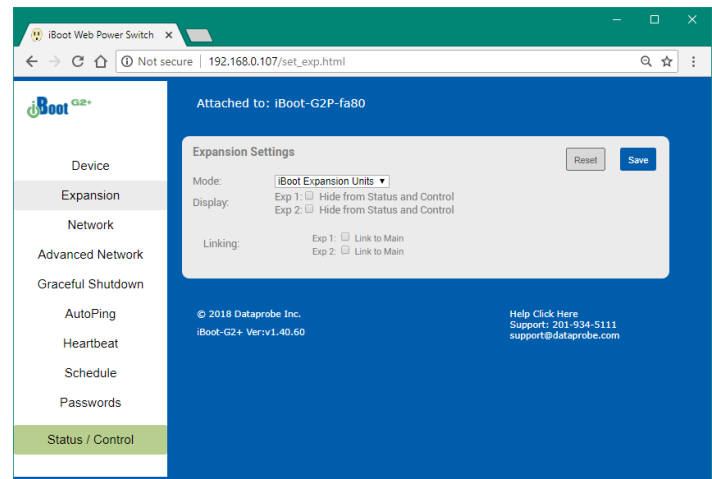 iBoot Web Power Switch
Not secure | 192.168.0.107/set_exp.html
iBoot G2+
Attached to: iBoot-G2P-fa80
Device
Expansion
Network
Advanced Network
Graceful Shutdown
AutoPing
Heartbeat
Schedule
Passwords
Status / Control
Expansion Settings
Reset
Save
Mode: iBoot Expansion Units
Display: Exp 1: Hide from Status and Control
Exp 2: Hide from Status and Control
Linking: Exp 1: Link to Main
Exp 2: Link to Main
© 2018 Dataprobe Inc.
iBoot-G2+ Ver:v1.40.60
Help Click Here
Support: 201-934-5111
support@dataprobe.com